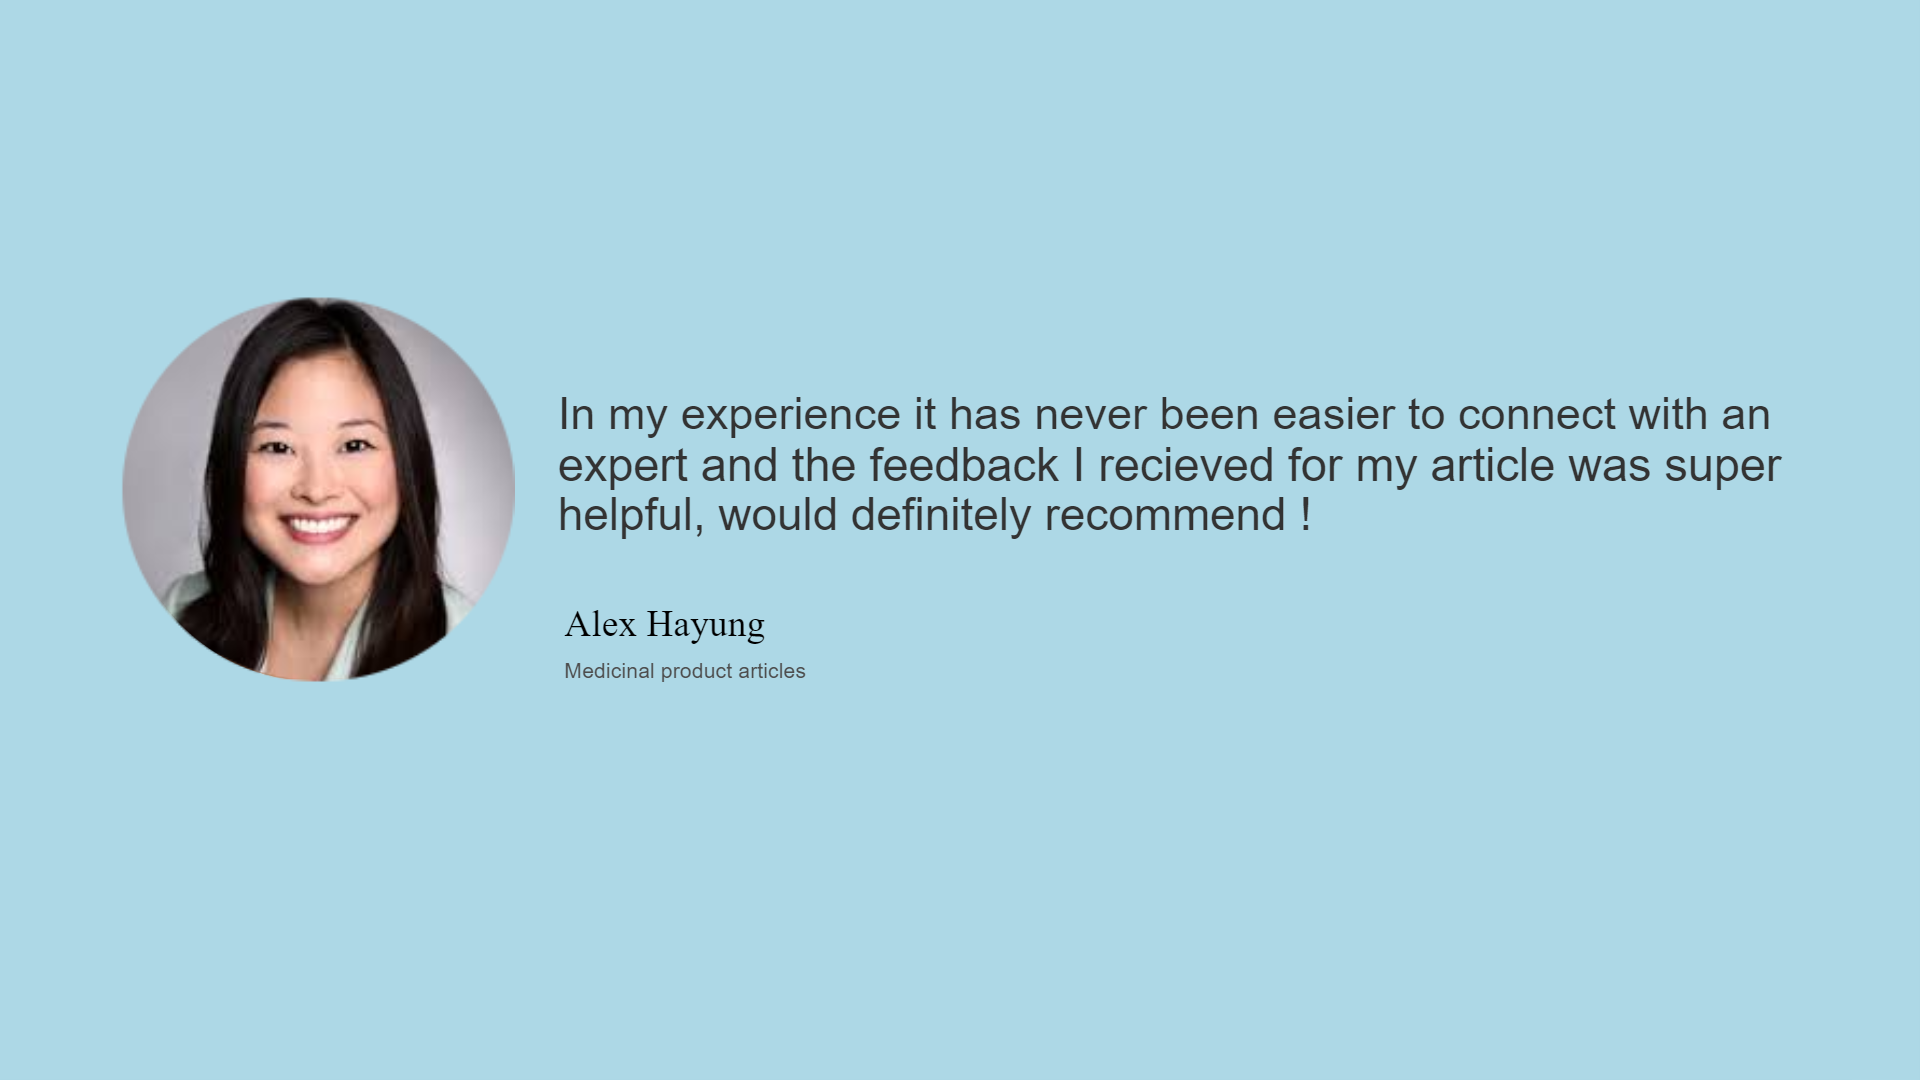 In my experience it has never been easier to connect with an
expert and the feedback I recieved for my article was super
helpful, would definitely recommend !
Alex Hayung
Medicinal product articles